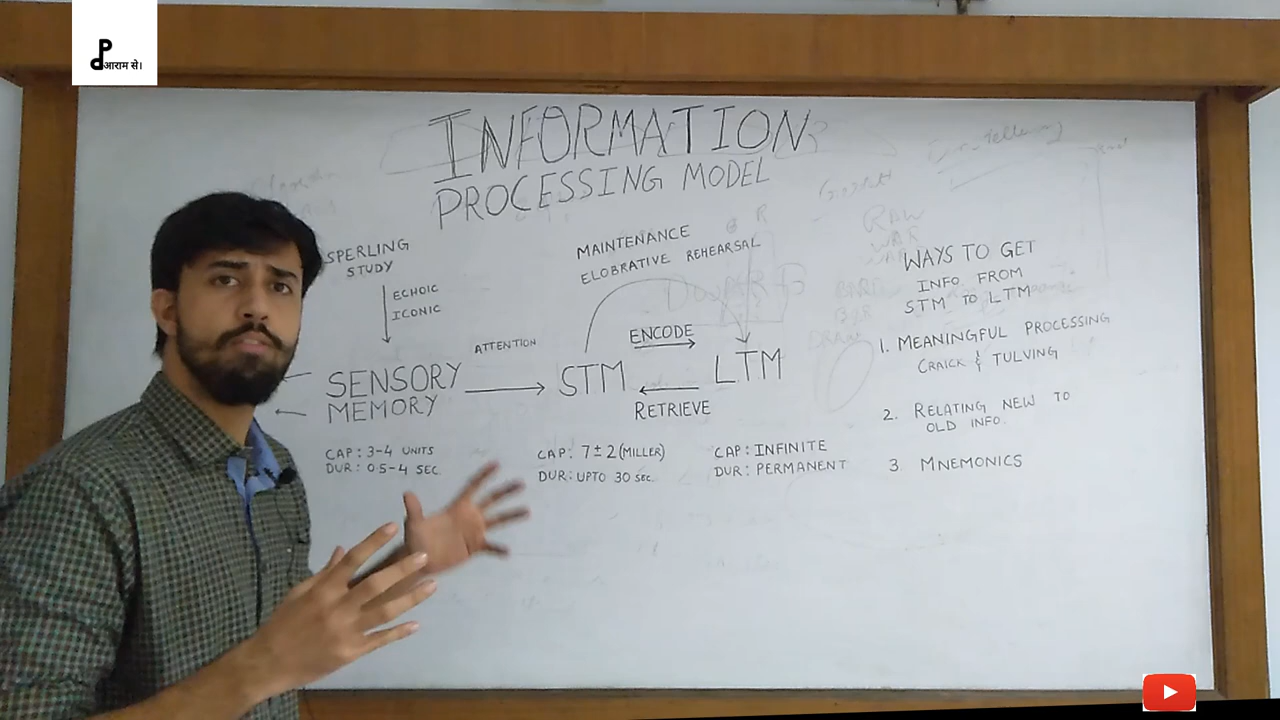 P
d आराम से।
INFORMATION
PROCESSING MODEL
SPERLING
STUDY
ECHOIC
ICONIC
MAINTENANCE
ELOBRATIVE REHEARSAL
ATTENTION
ENCODE
SENSORY
MEMORY
STM
LTM
RETRIEVE
CAP: 3-4 UNITS
DUR: 0.5-4 SEC.
CAP: 7±2 (MILLER)
DUR: UPTO 30 SEC.
CAP: INFINITE
DUR: PERMANENT
WAYS TO GET
INFO FROM
STM TO LTM
1. MEANINGFUL PROCESSING
CRAICK & TULVING
2. RELATING NEW TO
OLD INFO.
3. MNEMONICS